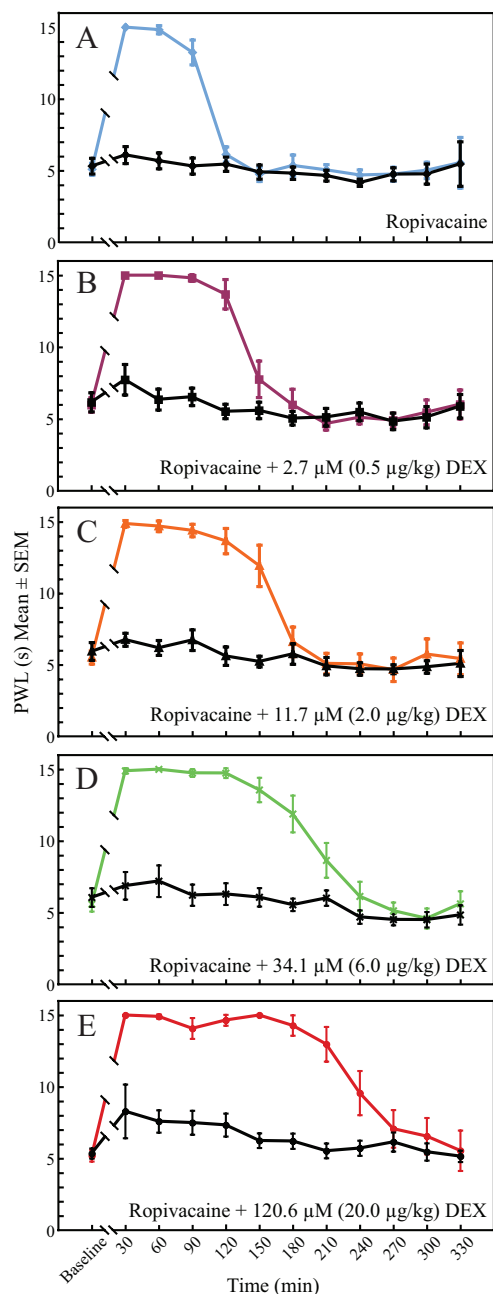 PWL (s) Mean ± SEM
A
15
10
5
0
Ropivacaine
B
15
10
5
0
Ropivacaine + 2.7 µM (0.5 µg/kg) DEX
C
15
10
5
0
Ropivacaine + 11.7 µM (2.0 µg/kg) DEX
D
15
10
5
0
Ropivacaine + 34.1 µM (6.0 µg/kg) DEX
E
15
10
5
0
Ropivacaine + 120.6 µM (20.0 µg/kg) DEX
Baseline 30 60 90 120 150 180 210 240 270 300 330
Time (min)